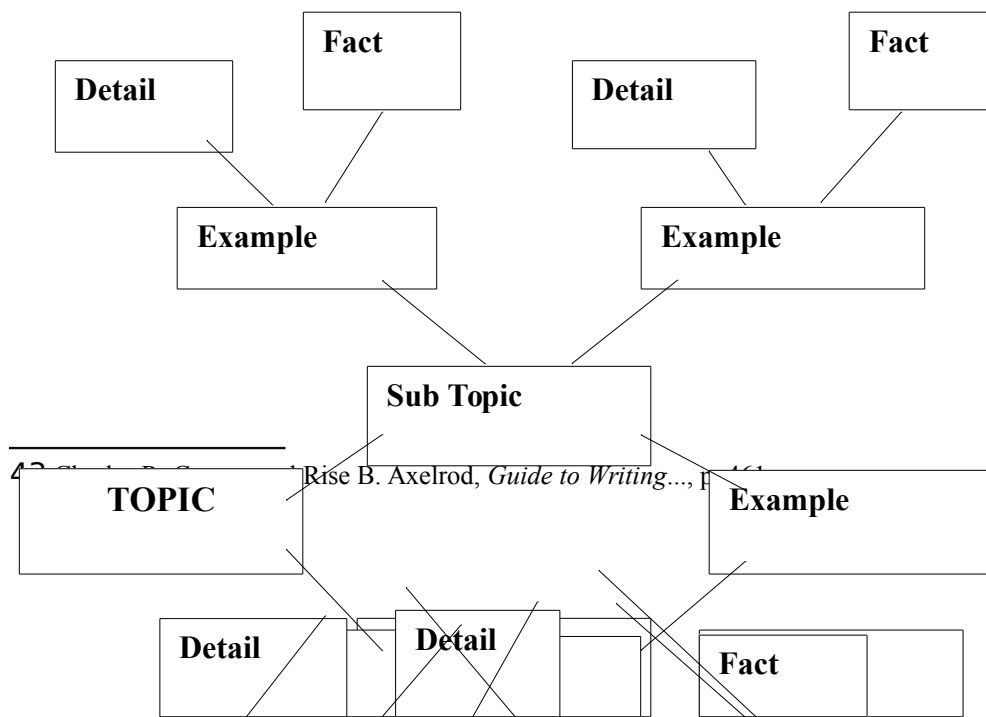 Fact
Fact
Detail
Detail
Example
Example
Sub Topic
Rise B. Axelrod, Guide to Writing..., p
TOPIC
Example
Detail
Detail
Fact